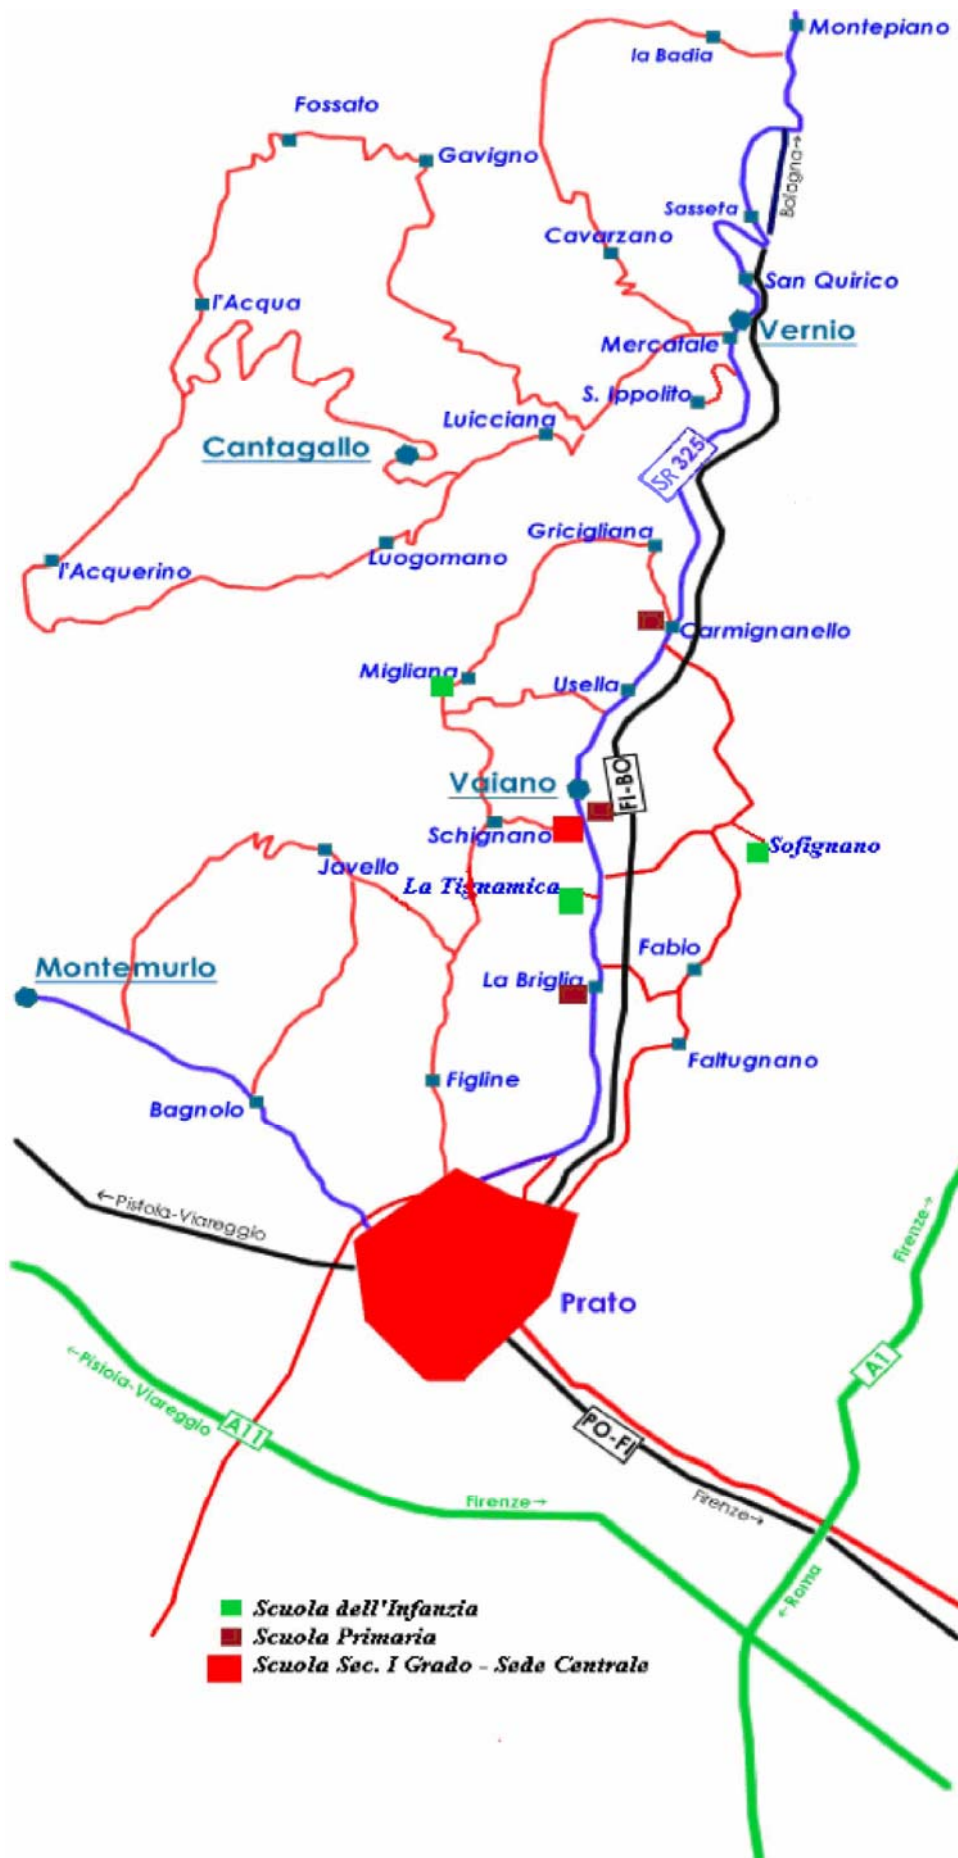 Montepiano
la Badia
Fossato
Gavigno
Bologna→
Sasseta
Cavarzano
San Quirico
l'Acqua
Vernio
Mercatale
S. Ippolito
Luicciana
Cantagallo
SR 325
Gricigliana
Luogomano
l'Acquerino
Carmignanello
Migliana
Usella
Vaiano
FI-BO
Schignano
Sofignano
Javello
La Tignamica
Fabio
Montemurlo
La Briglia
Faltugnano
Figline
Bagnolo
←Pistoia-Viareggio
Firenze→
Prato
A1
←Pistoia-Viareggio
A11
PO-FI
Firenze→
Firenze→
←Roma
Scuola dell'Infanzia
Scuola Primaria
Scuola Sec. I Grado - Sede Centrale